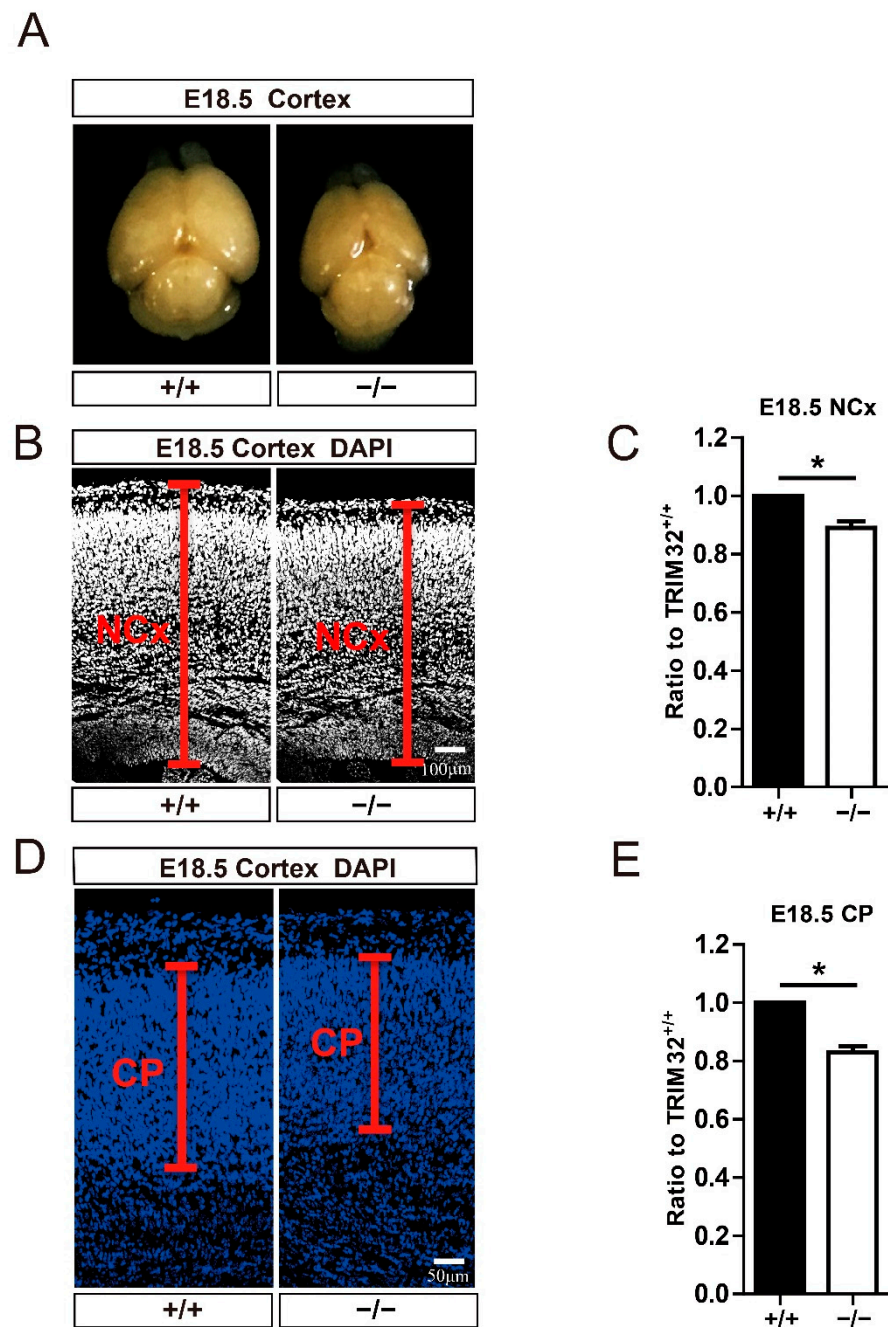 A
E18.5 Cortex
+/+
−/−
B
E18.5 Cortex DAPI
NCx
NCx
100μm
+/+
−/−
C
E18.5 NCx
Ratio to TRIM32+/+
1.2
1.0
0.8
0.6
0.4
0.2
0.0
*
+/+
−/−
D
E18.5 Cortex DAPI
CP
CP
50μm
+/+
−/−
E
E18.5 CP
Ratio to TRIM32+/+
1.2
1.0
0.8
0.6
0.4
0.2
0.0
*
+/+
−/−